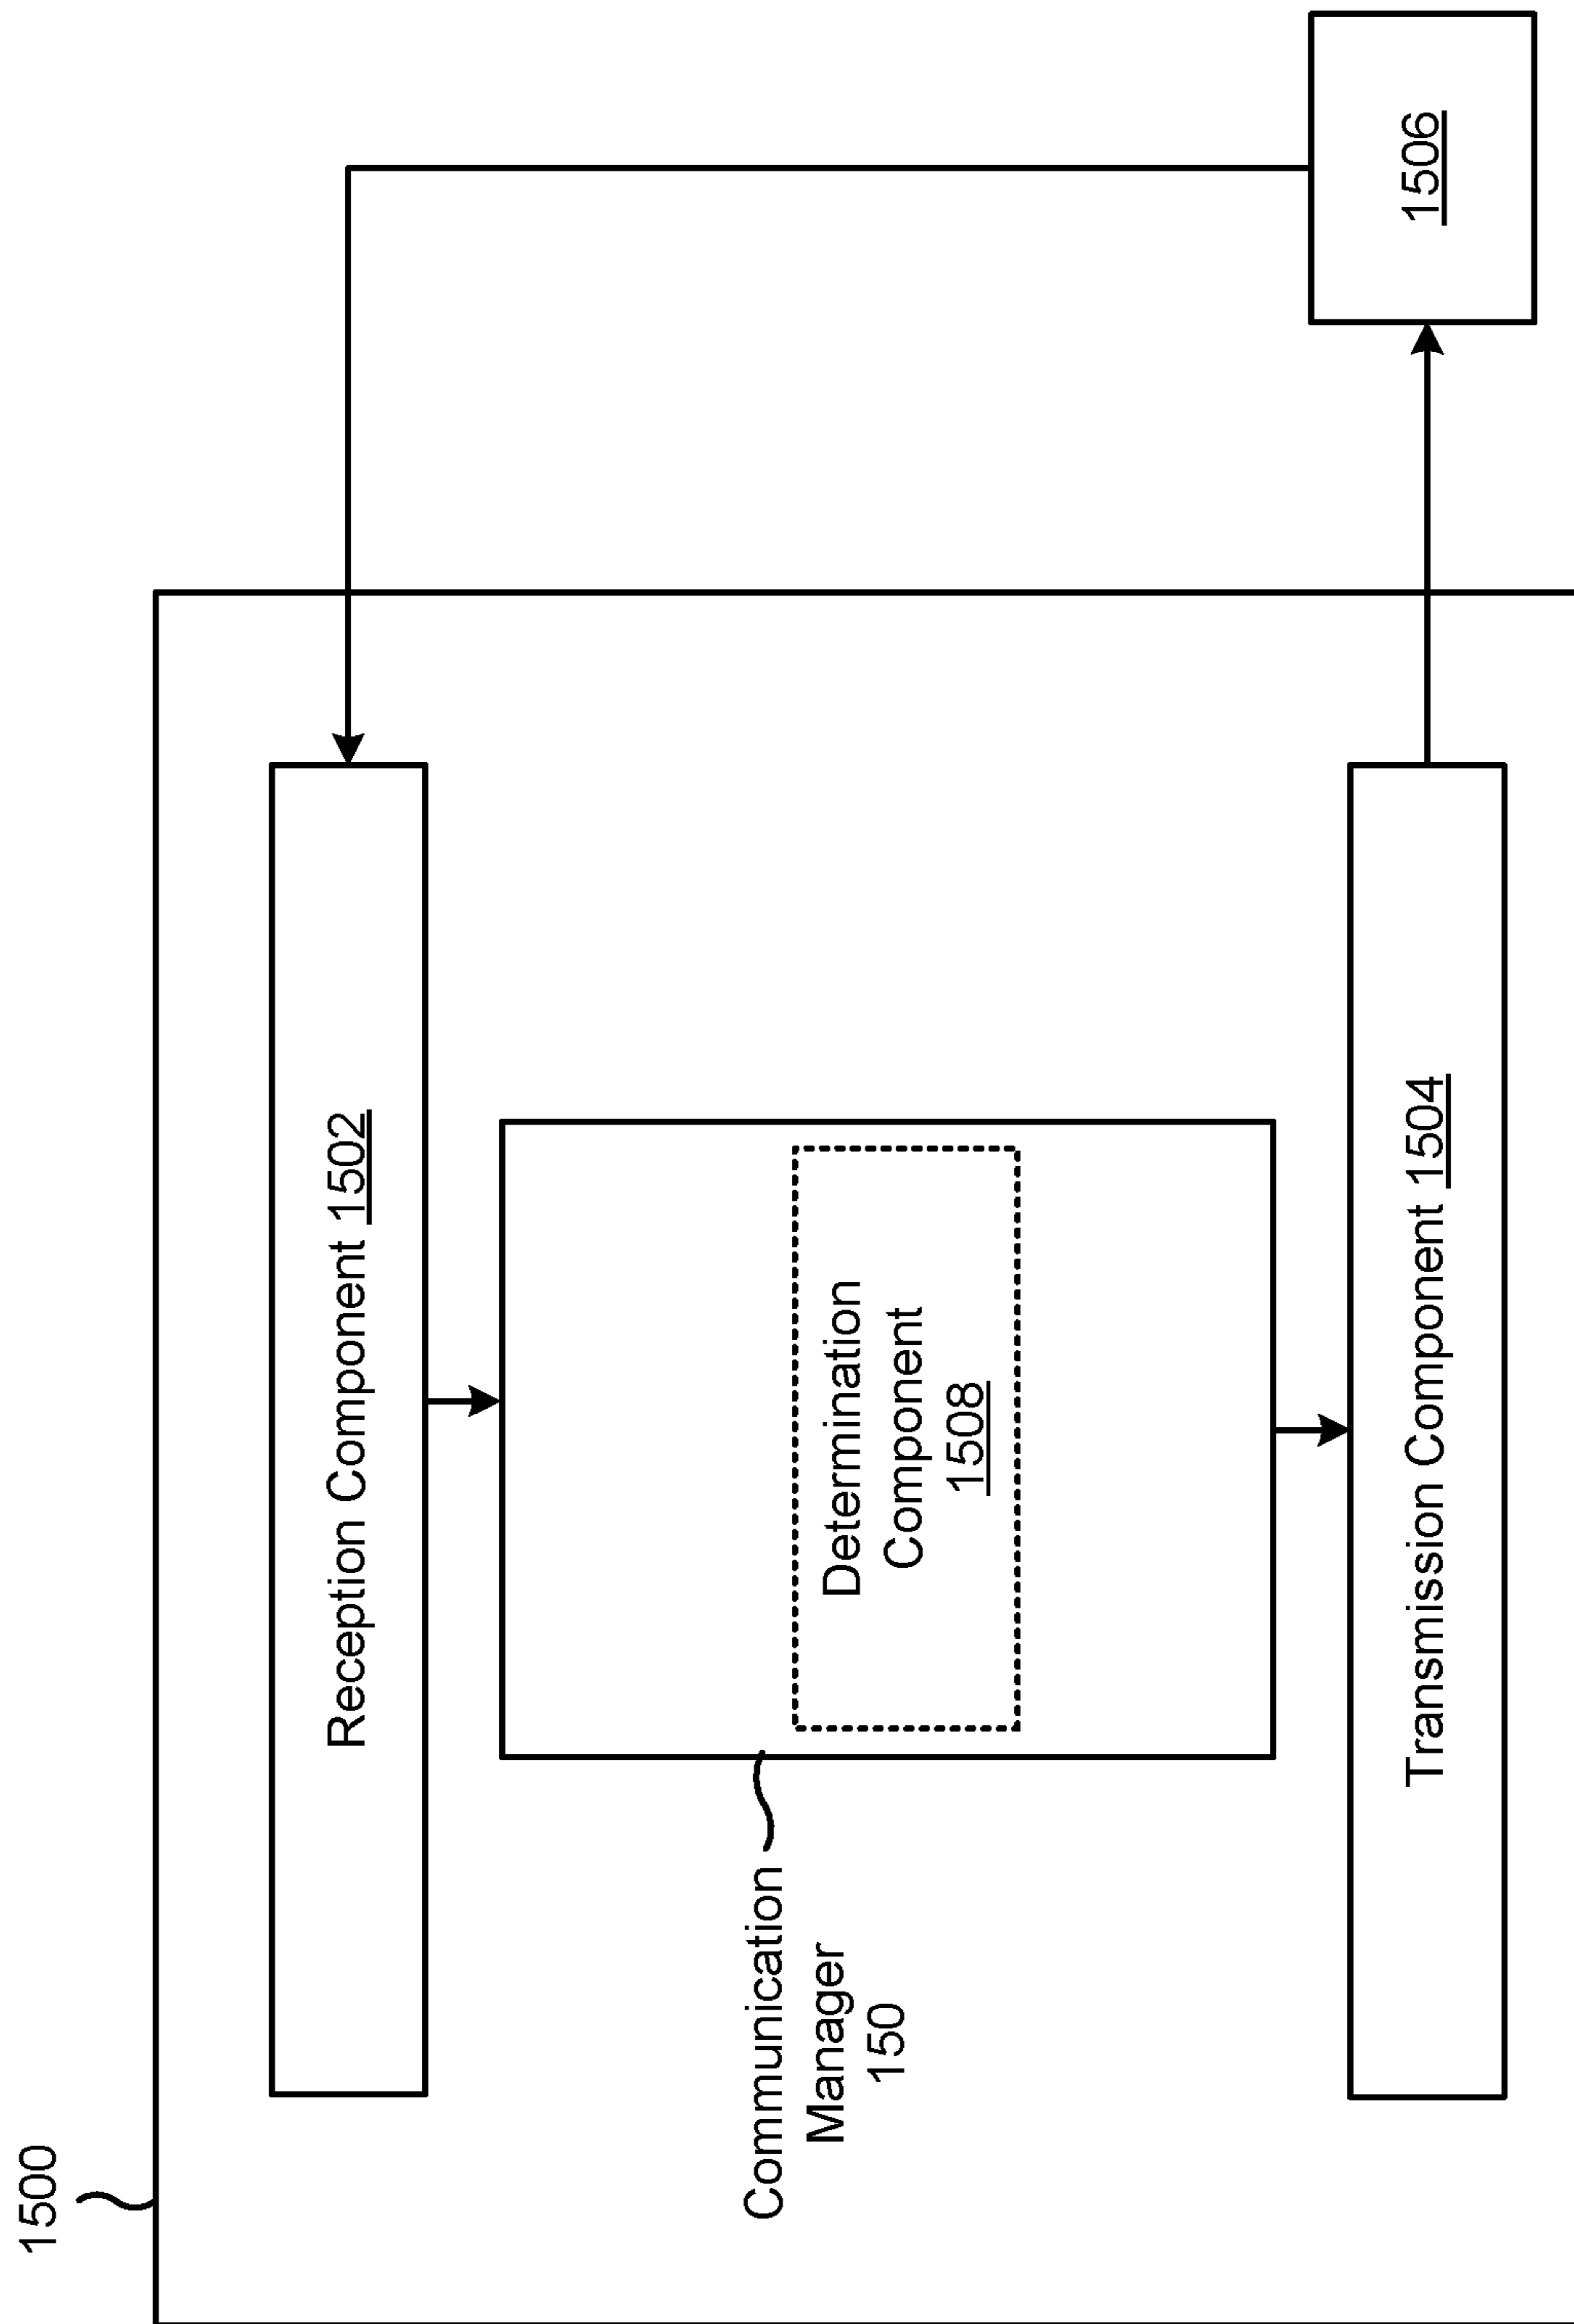 1500
Reception Component 1502
Communication
Manager
150
Determination
Component
1508
Transmission Component 1504
1506